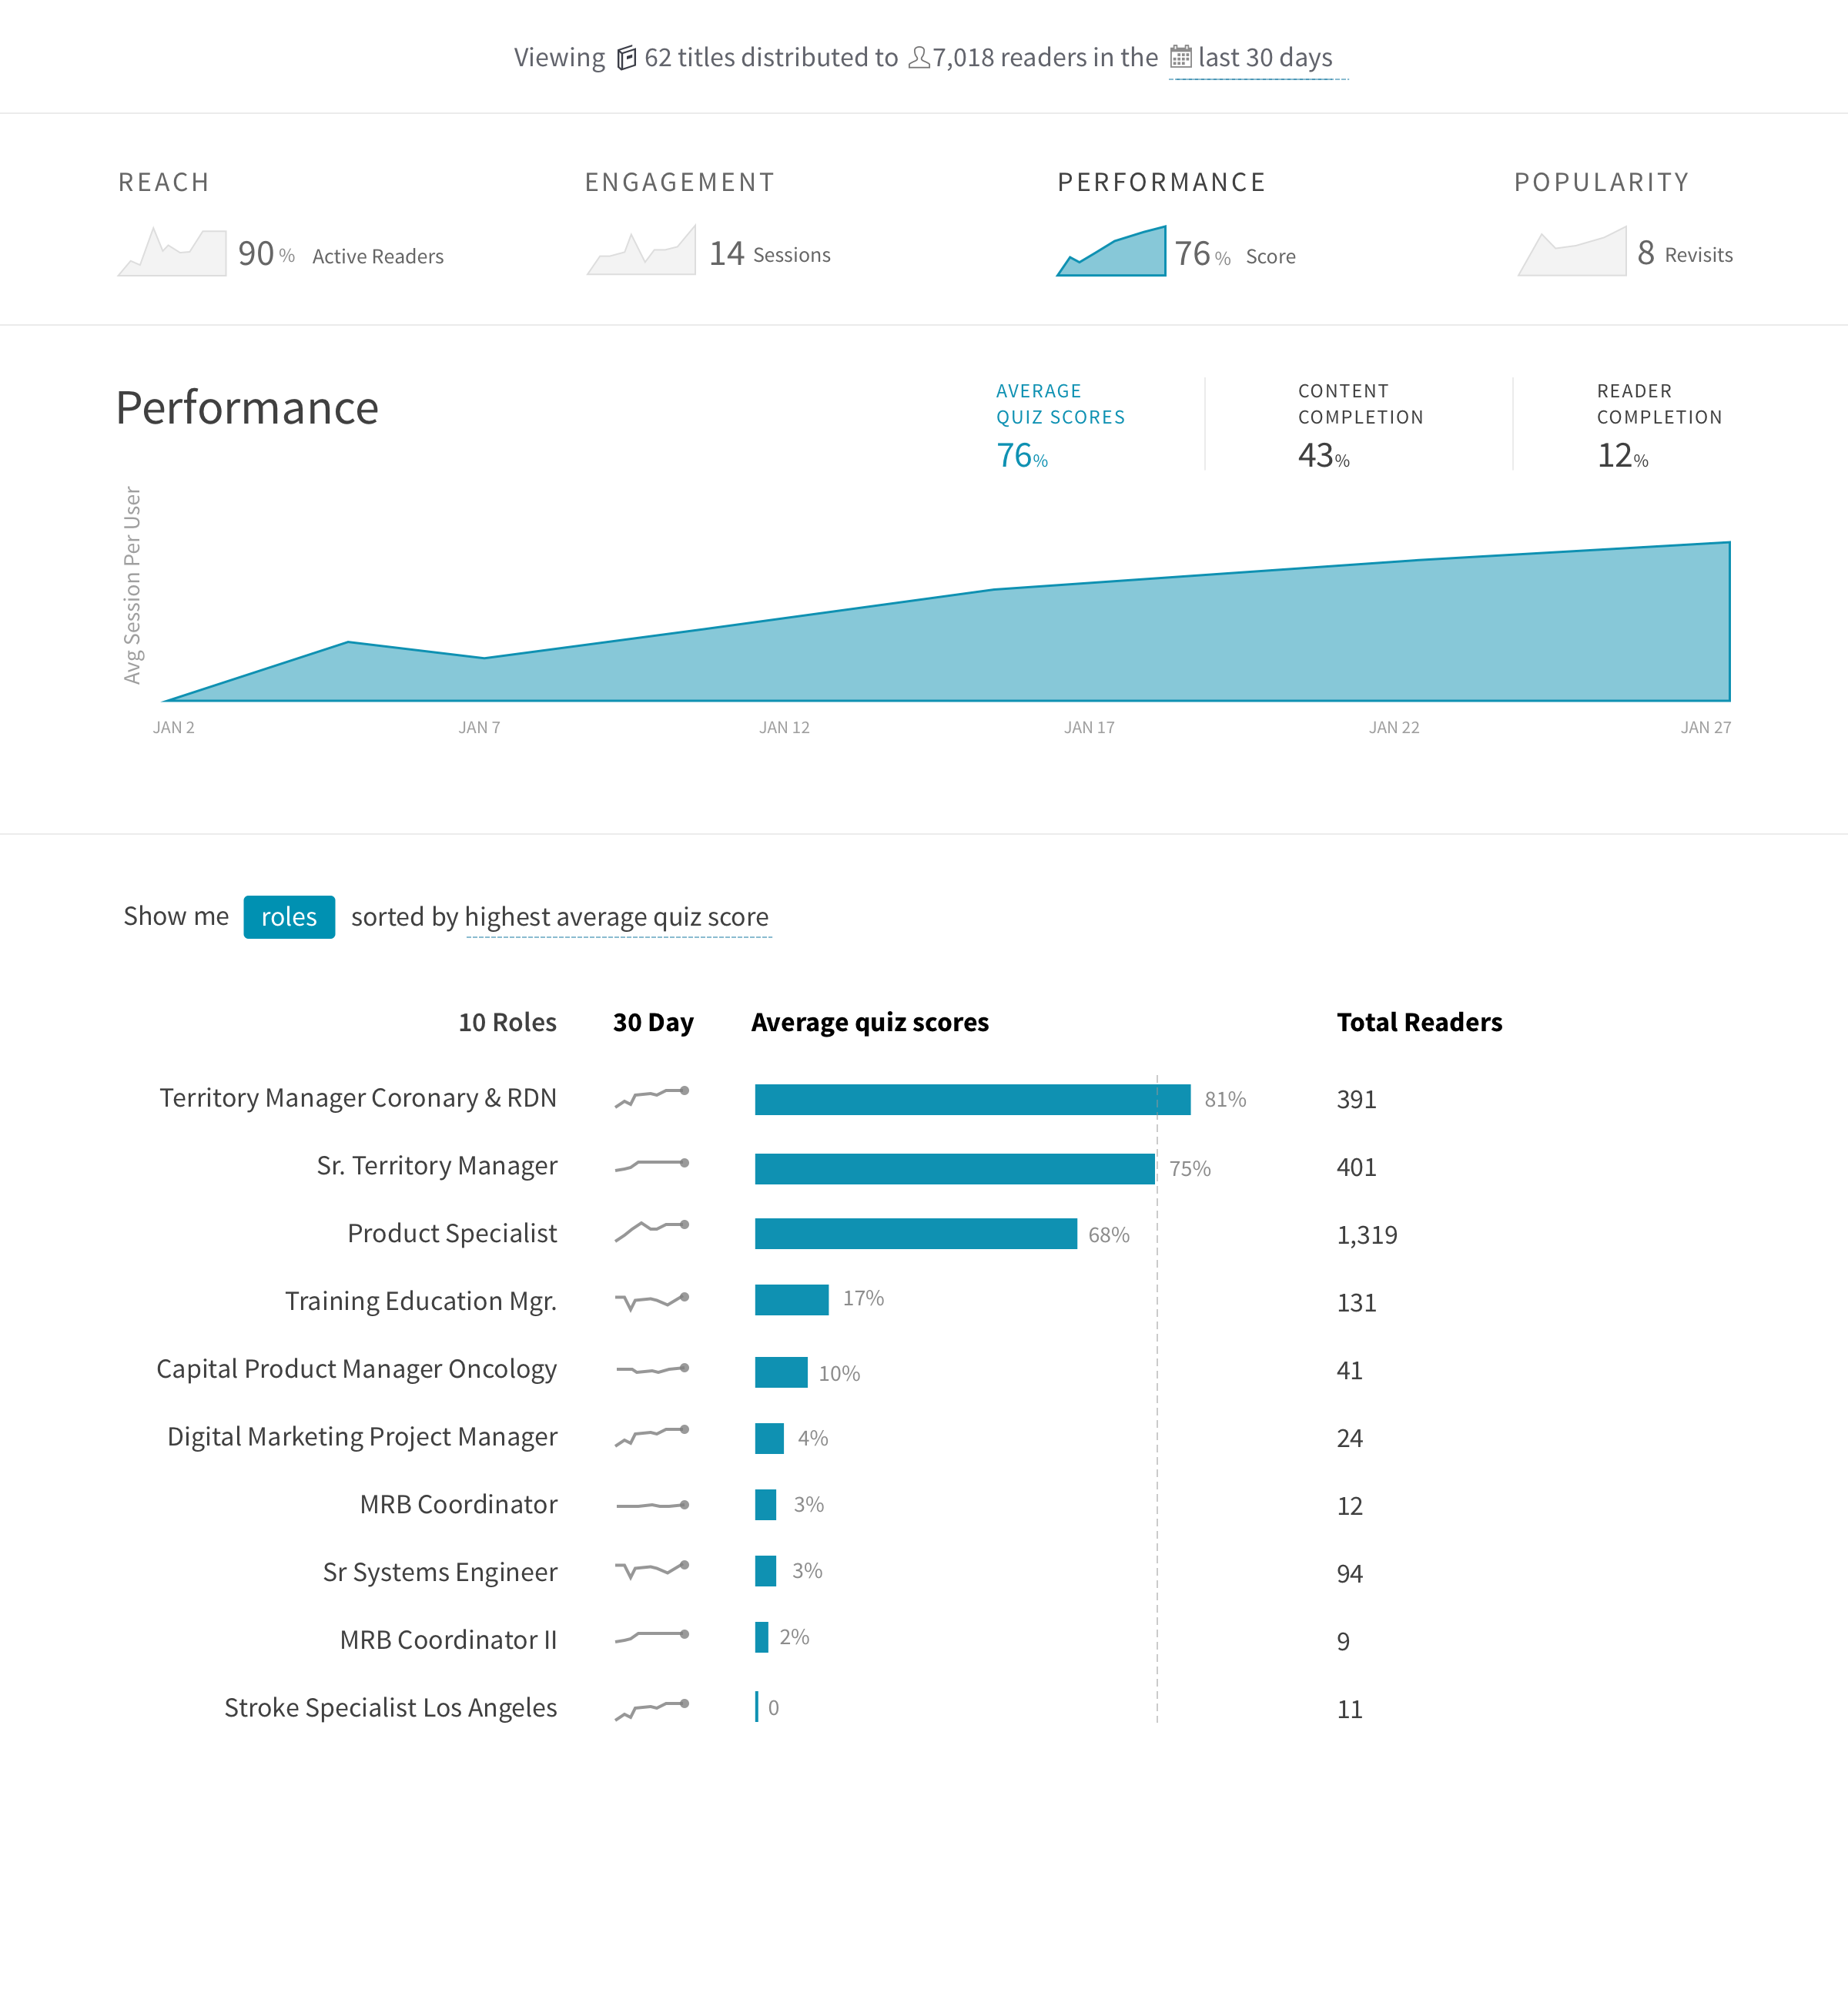 Viewing 62 titles distributed to 7,018 readers in the last 30 days
REACH
90 % Active Readers
ENGAGEMENT
14 Sessions
PERFORMANCE
76 % Score
POPULARITY
8 Revisits
Performance
AVERAGE
QUIZ SCORES
76%
CONTENT
COMPLETION
43%
READER
COMPLETION
12%
Avg Session Per User
JAN 2 JAN 7 JAN 12 JAN 17 JAN 22 JAN 27
Show me roles sorted by highest average quiz score
10 Roles 30 Day Average quiz scores Total Readers
Territory Manager Coronary & RDN 81% 391
Sr. Territory Manager 75% 401
Product Specialist 68% 1,319
Training Education Mgr. 17% 131
Capital Product Manager Oncology 10% 41
Digital Marketing Project Manager 4% 24
MRB Coordinator 3% 12
Sr Systems Engineer 3% 94
MRB Coordinator II 2% 9
Stroke Specialist Los Angeles 0 11